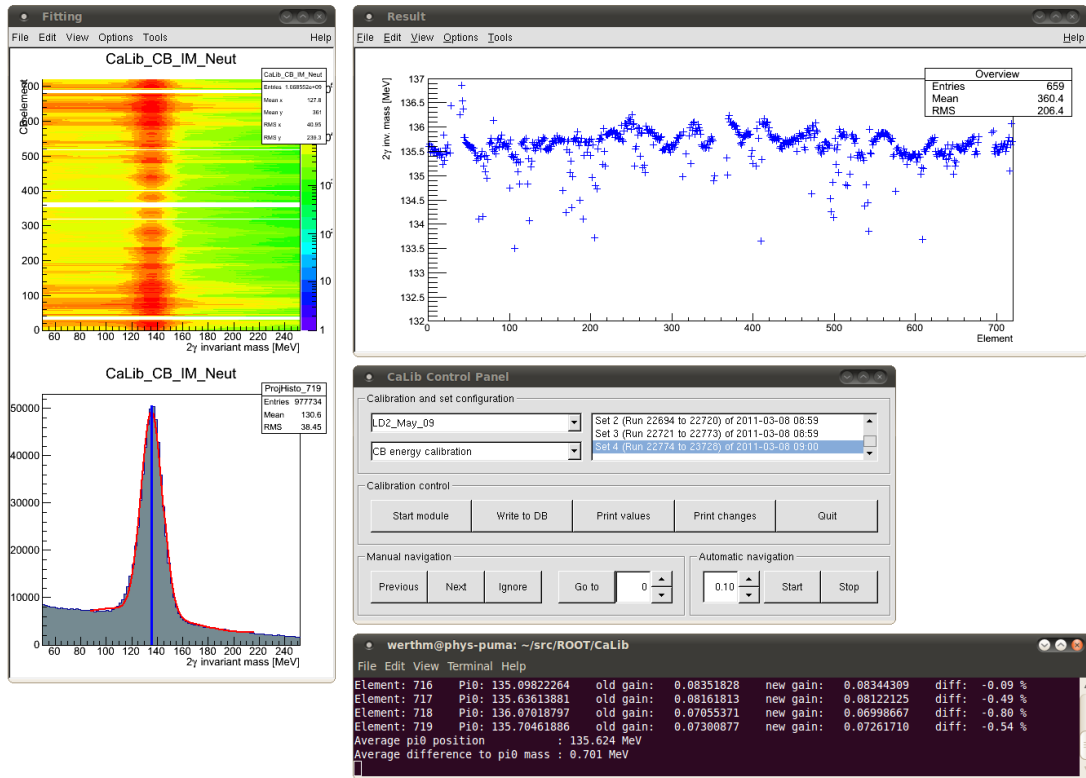 Fitting
File Edit View Options Tools Help
CaLib_CB_IM_Neut
CaLib_CB_IM_Neut
Entries 1.668552e+09
Mean x 127.8
Mean y 361
RMS x 40.95
RMS y 239.3
CB element
700
600
500
400
300
200
100
0
10
1
60 80 100 120 140 160 180 200 220 240
2γ invariant mass [MeV]
CaLib_CB_IM_Neut
ProjHisto_719
Entries 977734
Mean 130.6
RMS 38.45
50000
40000
30000
20000
10000
0
60 80 100 120 140 160 180 200 220 240
2γ invariant mass [MeV]
Result
File Edit View Options Tools Help
2γ inv. mass [MeV]
137
136.5
136
135.5
135
134.5
134
133.5
133
132.5
132
0 100 200 300 400 500 600 700
Element
Overview
Entries 659
Mean 360.4
RMS 206.4
CaLib Control Panel
Calibration and set configuration
LD2_May_09
CB energy calibration
Set 2 (Run 22694 to 22720) of 2011-03-08 08:59
Set 3 (Run 22721 to 22773) of 2011-03-08 08:59
Set 4 (Run 22774 to 23728) of 2011-03-08 09:00
Calibration control
Start module Write to DB Print values Print changes Quit
Manual navigation
Previous Next Ignore Go to 0
Automatic navigation
0.10 Start Stop
werthm@phys-puma: ~/src/ROOT/CaLib
File Edit View Terminal Help
Element: 716 Pi0: 135.09822264 old gain: 0.08351828 new gain: 0.08344309 diff: -0.09 %
Element: 717 Pi0: 135.63613881 old gain: 0.08161813 new gain: 0.08122125 diff: -0.49 %
Element: 718 Pi0: 136.07018797 old gain: 0.07055371 new gain: 0.06998667 diff: -0.80 %
Element: 719 Pi0: 135.70461886 old gain: 0.07300877 new gain: 0.07261710 diff: -0.54 %
Average pi0 position : 135.624 MeV
Average difference to pi0 mass : 0.701 MeV